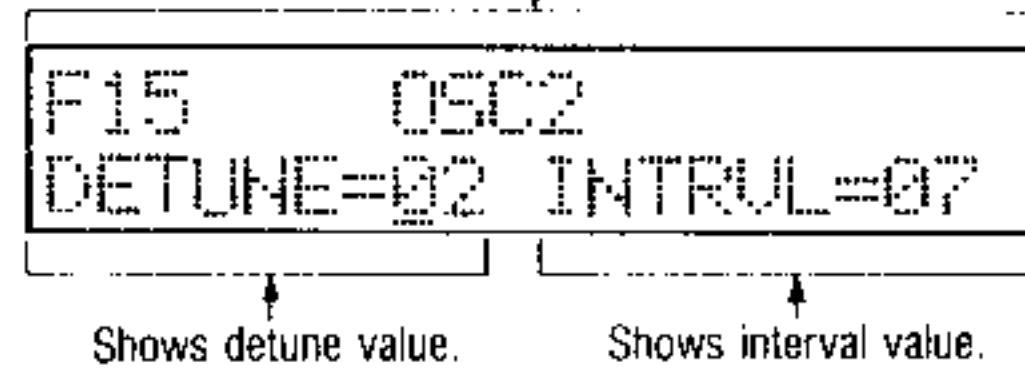 F15 OSC2
DETUNE=02 INTRVL=07
Shows detune value. Shows interval value.